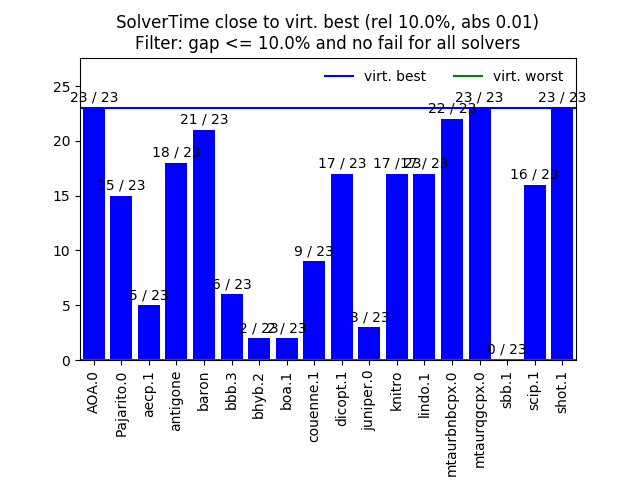 SolverTime close to virt. best (rel 10.0%, abs 0.01)
Filter: gap <= 10.0% and no fail for all solvers
virt. best
virt. worst
25
20
15
10
5
0
23 / 23
15 / 23
5 / 23
18 / 23
21 / 23
6 / 23
2 / 23
2 / 23
9 / 23
17 / 23
3 / 23
17 / 23
17 / 23
22 / 23
23 / 23
0 / 23
16 / 23
23 / 23
AOA.0
Pajarito.0
aecp.1
antigone
baron
bbb.3
bhyb.2
boa.1
couenne.1
dicopt.1
juniper.0
knitro
lindo.1
mtaurbnbcpx.0
mtaurqgcpx.0
sbb.1
scip.1
shot.1